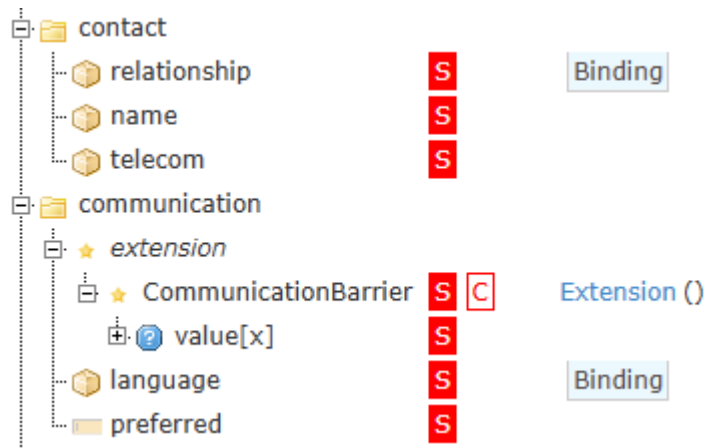 contact
relationship S Binding
name S
telecom S
communication
extension
CommunicationBarrier S C Extension ()
value[x] S
language S Binding
preferred S